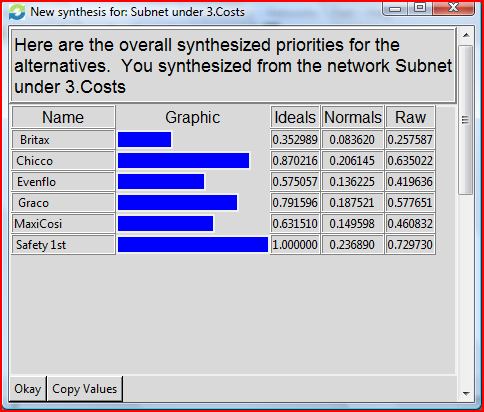 New synthesis for: Subnet under 3.Costs
Here are the overall synthesized priorities for the
alternatives. You synthesized from the network Subnet
under 3.Costs
Name Graphic Ideals Normals Raw
Britax 0.352989 0.083620 0.257587
Chicco 0.870216 0.206145 0.635022
Evenflo 0.575057 0.136225 0.419636
Graco 0.791596 0.187521 0.577651
MaxiCosi 0.631510 0.149598 0.460832
Safety 1st 1.000000 0.236890 0.729730
Okay Copy Values